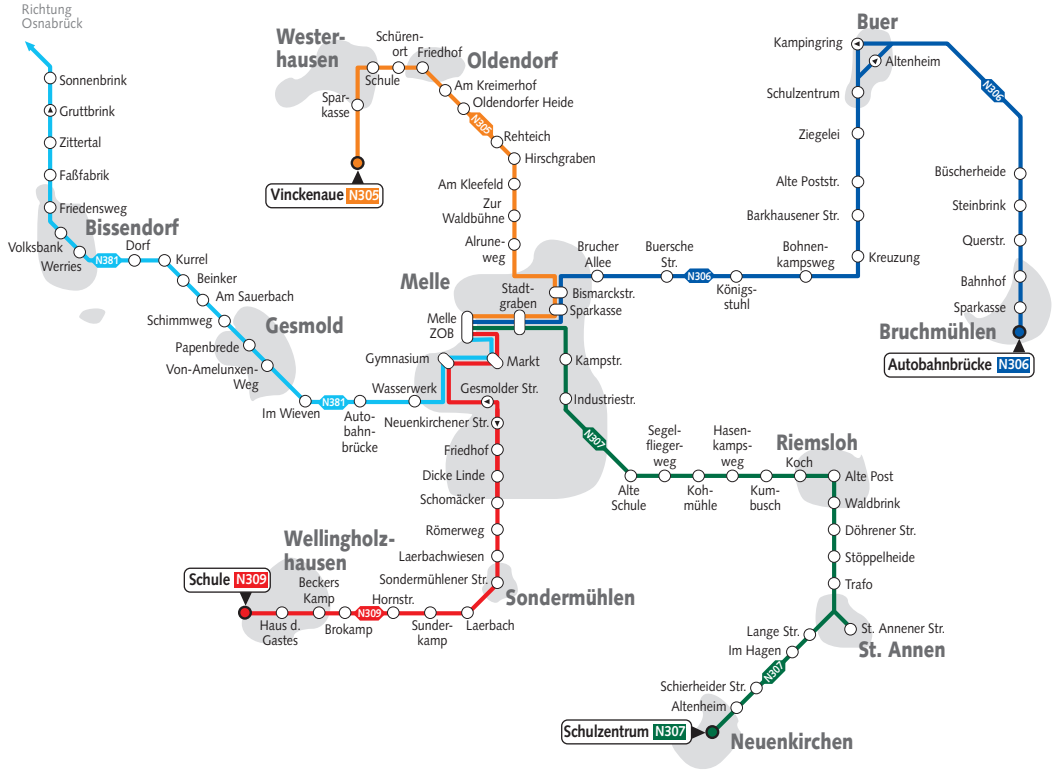 Richtung
Osnabrück
Sonnenbrink
Gruttbrink
Zittertal
Faßfabrik
Friedensweg
Bissendorf
Volksbank
Werries
N381
Dorf
Kurrel
Beinker
Am Sauerbach
Schimmweg
Gesmold
Papenbrede
Von-Amelunxen-
Weg
Im Wieven
N381
Auto-
bahn-
brücke
Wasserwerk
Gymnasium
Wester-
hausen
Schüren-
ort
Friedhof
Oldendorf
Schule
Spar-
kasse
Am Kreimerhof
Oldendorfer Heide
N305
Rehteich
Hirschgraben
Vinckenaue N305
Am Kleefeld
Zur
Waldbühne
Alrune-
weg
Melle
Stadt-
graben
Melle
ZOB
Markt
Bismarckstr.
Sparkasse
Brucher
Allee
Buersche
Str.
N306
Königs-
stuhl
Bohnen-
kampsweg
Kreuzung
Barkhausener Str.
Alte Poststr.
Ziegelei
Schulzentrum
Kampingring
Buer
Altenheim
N306
Büscherheide
Steinbrink
Querstr.
Bahnhof
Sparkasse
Bruchmühlen
Autobahnbrücke N306
Kampstr.
Industriestr.
N307
Alte
Schule
Segel-
flieger-
weg
Koh-
mühle
Hasen-
kamps-
weg
Kum-
busch
Riemsloh
Koch
Alte Post
Waldbrink
Döhrener Str.
Stöppelheide
Trafo
St. Annener Str.
St. Annen
Lange Str.
Im Hagen
N307
Schierheider Str.
Altenheim
Schulzentrum N307
Neuenkirchen
Gesmolder Str.
Neuenkirchener Str.
Friedhof
Dicke Linde
Schomäcker
Römerweg
Laerbachwiesen
Sondermühlener Str.
Sondermühlen
Laerbach
Sunder-
kamp
Hornstr.
N309
Brokamp
Beckers
Kamp
Wellingholz-
hausen
Haus d.
Gastes
Schule N309